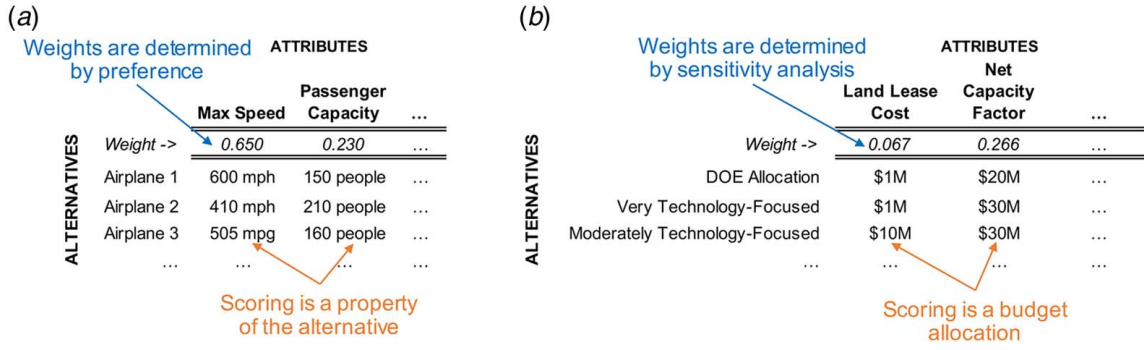 (a)
ATTRIBUTES
Weights are determined
by preference
Passenger
Max Speed Capacity ...
Weight -> 0.650 0.230 ...
ALTERNATIVES
Airplane 1 600 mph 150 people ...
Airplane 2 410 mph 210 people ...
Airplane 3 505 mpg 160 people ...
... ... ... ...
Scoring is a property
of the alternative
(b)
ATTRIBUTES
Weights are determined
by sensitivity analysis
Net
Land Lease Capacity
Cost Factor ...
Weight -> 0.067 0.266 ...
ALTERNATIVES
DOE Allocation $1M $20M ...
Very Technology-Focused $1M $30M ...
Moderately Technology-Focused $10M $30M ...
... ... ... ...
Scoring is a budget
allocation